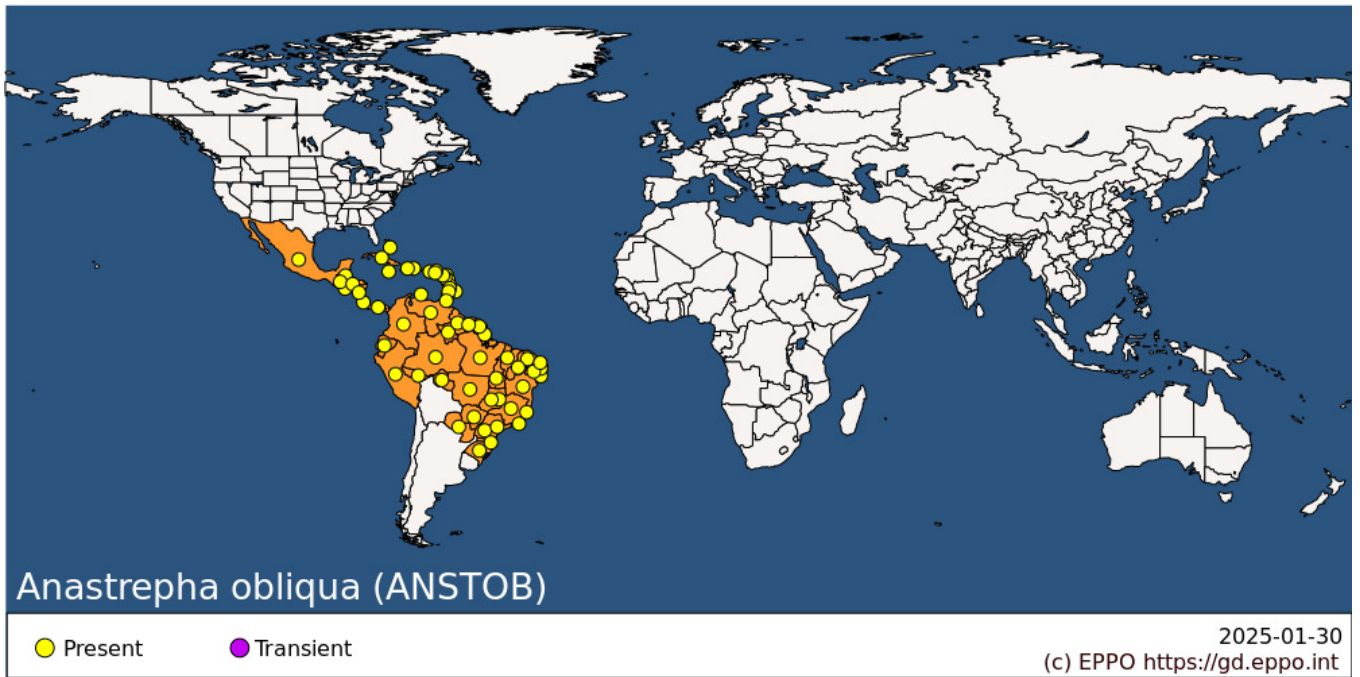 Anastrepha obliqua (ANSTOB)
Present
Transient
2025-01-30
(c) EPPO https://gd.eppo.int